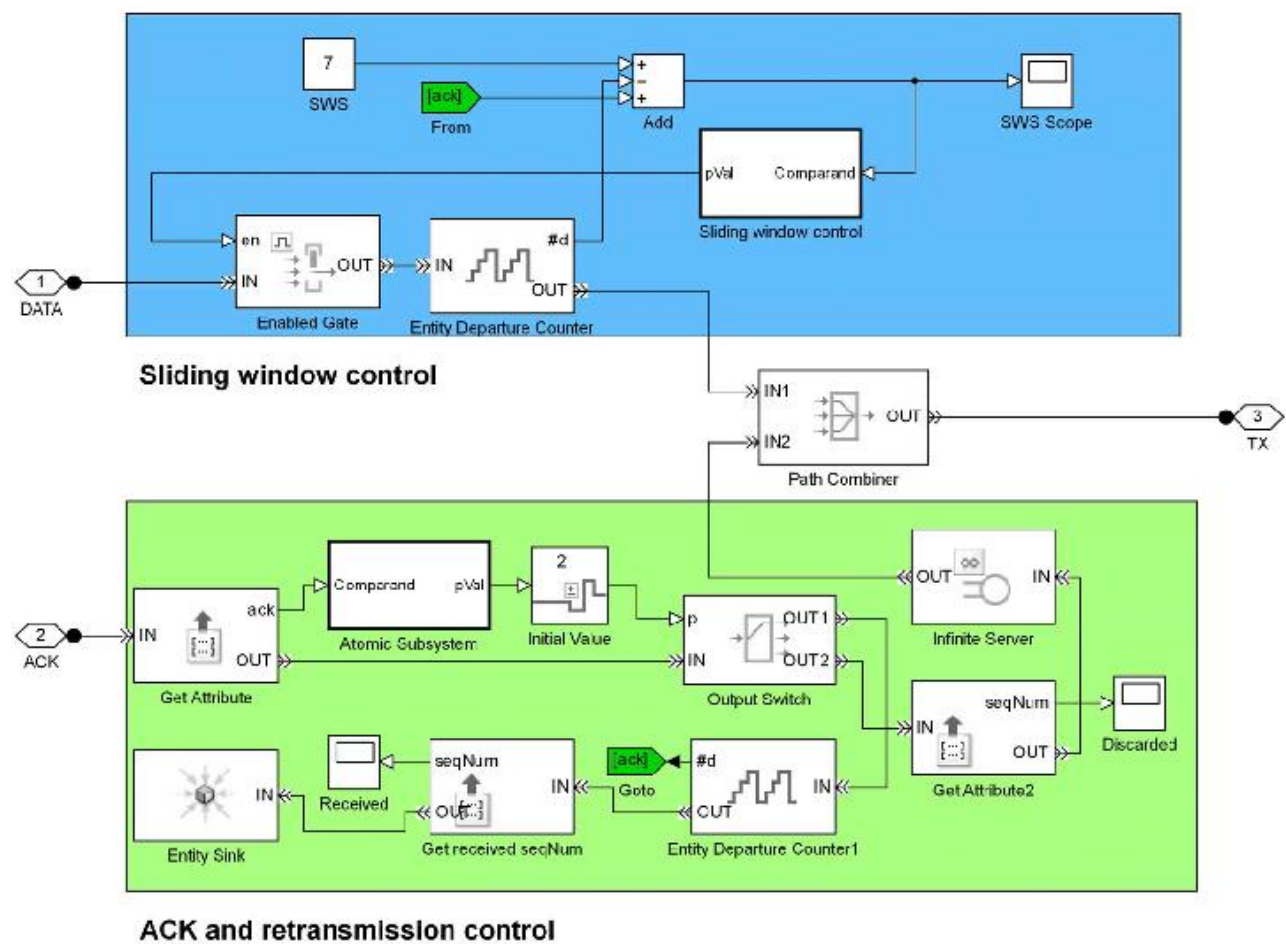 7
SWS
[ack]
From
+
−
+
Add
SWS Scope
pVal Comparand
Sliding window control
en
IN
OUT
Enabled Gate
IN
#d
OUT
Entity Departure Counter
1
DATA
Sliding window control
IN1
IN2
OUT
Path Combiner
3
TX
2
ACK
IN
ack
OUT
Get Attribute
Comparand pVal
Atomic Subsystem
2
±
Initial Value
p
IN
OUT1
OUT2
Output Switch
OUT
∞
IN
Infinite Server
IN
seqNum
OUT
[:::]
Get Attribute2
Discarded
[:::]
IN
Entity Sink
Received
seqNum
OUT
IN
[:::]
Get received seqNum
[ack]
Goto
#d
OUT
IN
Entity Departure Counter1
ACK and retransmission control